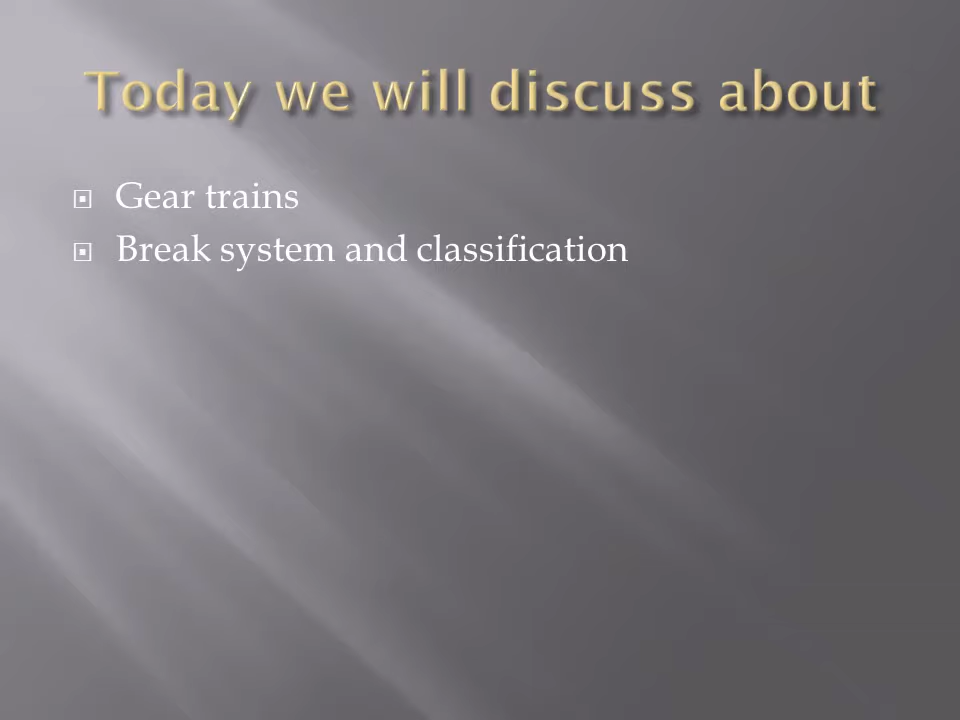 Today we will discuss about
Gear trains
Break system and classification